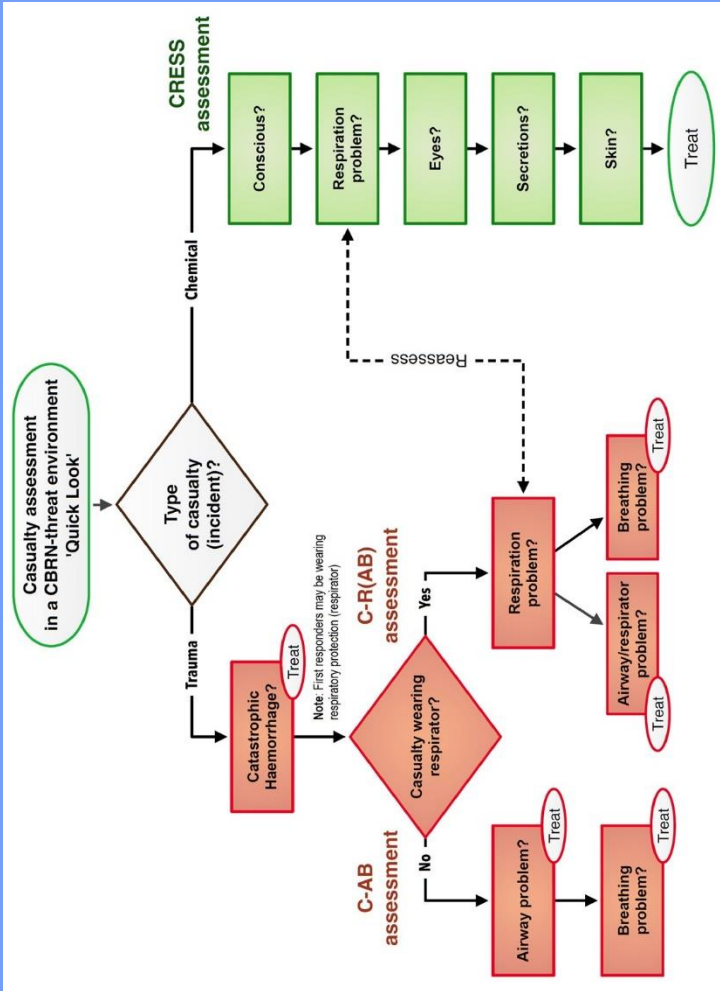 Casualty assessment
in a CBRN-threat environment
'Quick Look'
Type
of casualty
(incident)?
Trauma
Chemical
Catastrophic
Haemorrhage?
Treat
Note: First responders may be wearing
respiratory protection (respirator)
Casualty wearing
respirator?
C-AB
assessment
No
Airway problem?
Treat
Breathing
problem?
Treat
C-R(AB)
assessment
Yes
Respiration
problem?
Airway/respirator
problem?
Treat
Breathing
problem?
Treat
Reassess
CRESS
assessment
Conscious?
Respiration
problem?
Eyes?
Secretions?
Skin?
Treat